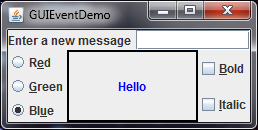 GUIEventDemo
Enter a new message
Red
Green
Blue
Hello
Bold
Italic